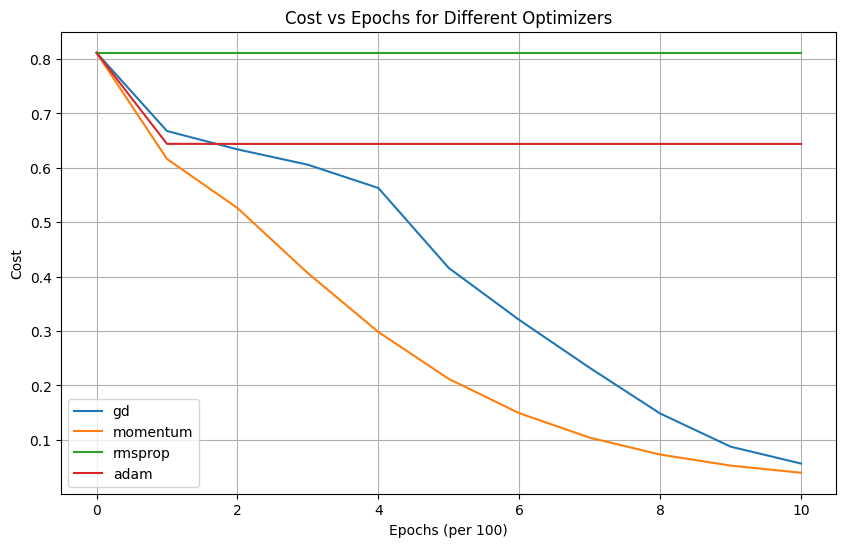 Cost vs Epochs for Different Optimizers
0.8
0.7
0.6
0.5
0.4
0.3
0.2
0.1
Cost
gd
momentum
rmsprop
adam
0 2 4 6 8 10
Epochs (per 100)